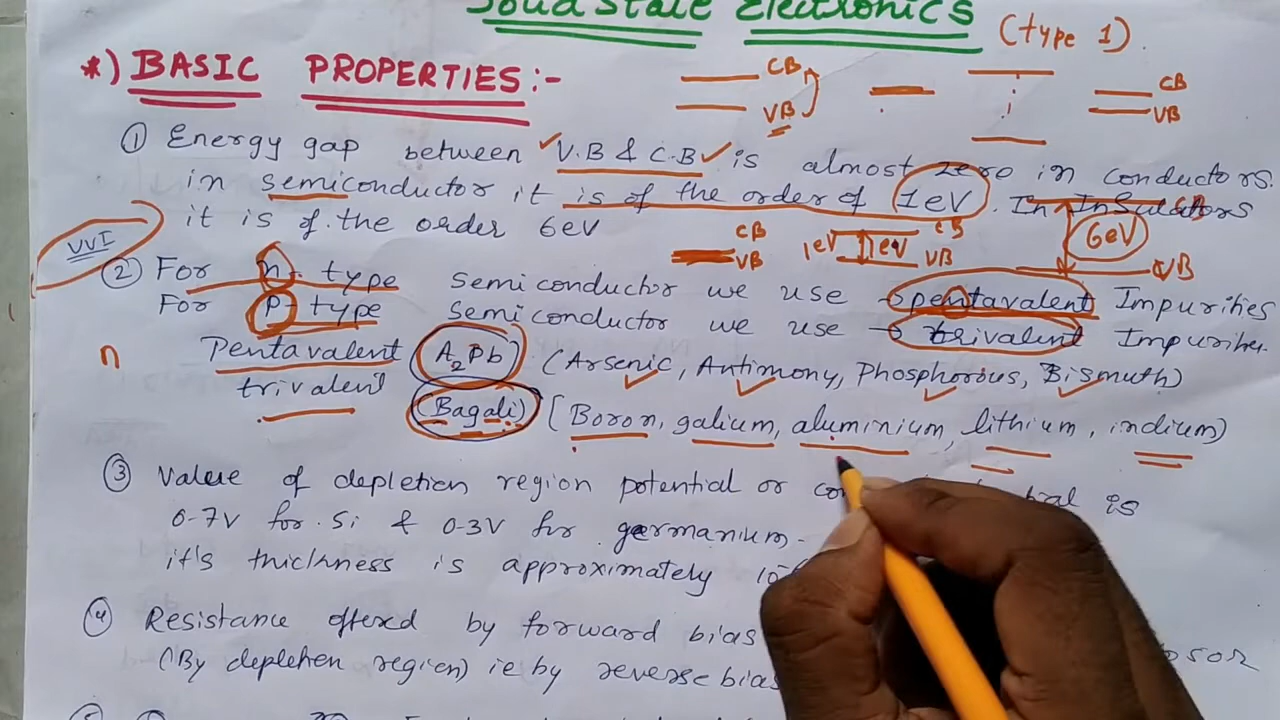 Solid State Electronics (type 1).
*) BASIC PROPERTIES:-
CB
VB
CB
VB
① Energy gap between V.B & C.B is almost zero in conductors.
in semiconductor it is of the order of 1eV. In Insulators
it is of the order 6eV
CB
VB
1eV
1eV
CB
VB
6eV
VB
VVI
② For n- type semiconductor we use → pentavalent Impurities
For P type semiconductor we use → trivalent Impurities
n Pentavalent (A2Pb) (Arsenic, Antimony, Phosphorous, Bismuth)
trivalent (Bagali) [Boron, galium, aluminium, lithium, indium)
③ Value of depletion region potential or is
0.7V for Si & 0.3V for germanium.
it's thickness is approximately
④ Resistance offered by forward bias
(By depletion region) ie by reverse bias